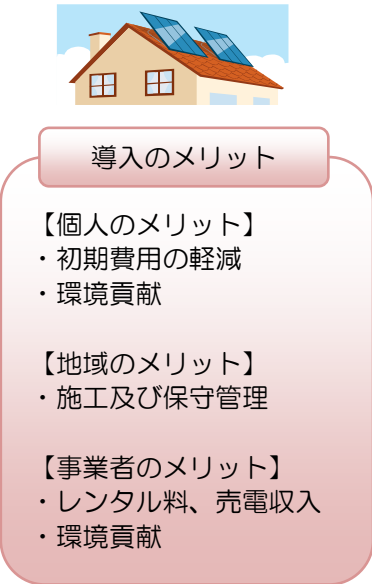 導入のメリット
【個人のメリット】
・初期費用の軽減
・環境貢献
【地域のメリット】
・施工及び保守管理
【事業者のメリット】
・レンタル料、売電収入
・環境貢献